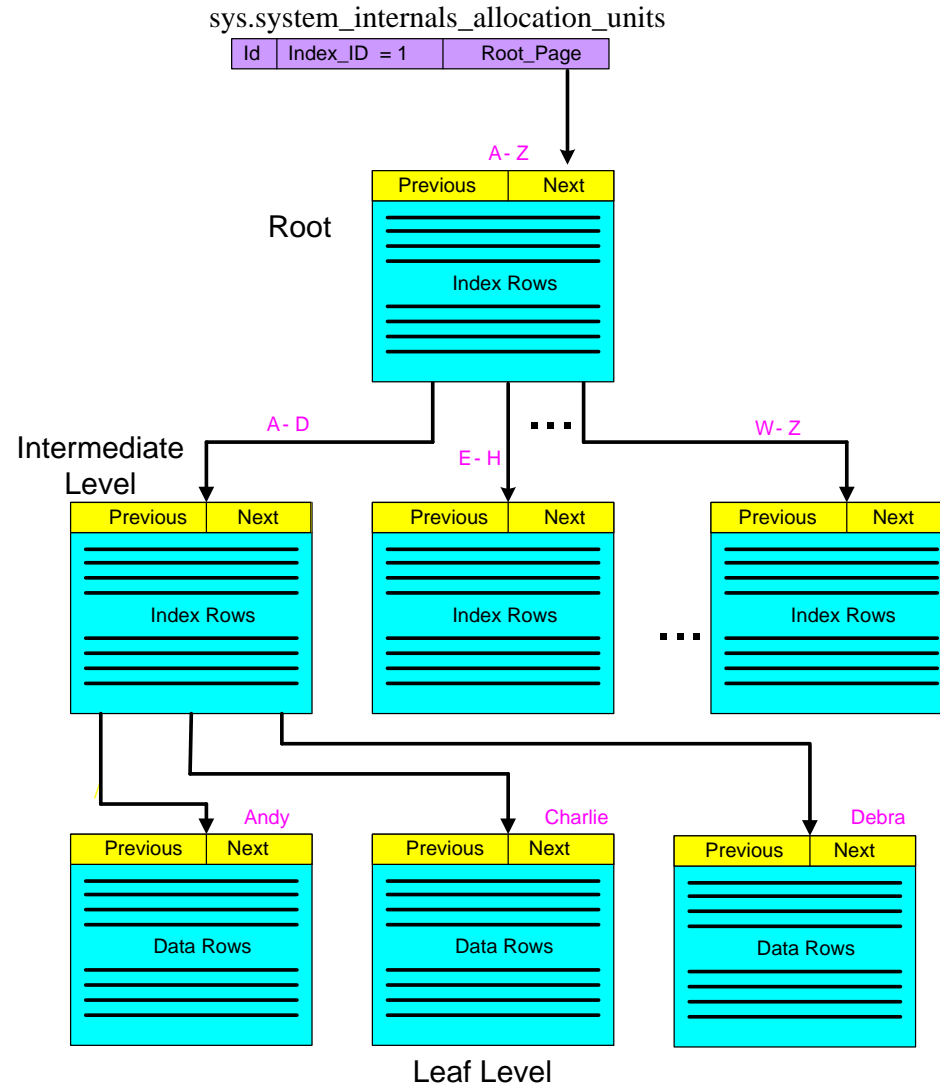 sys.system_internals_allocation_units
Id Index_ID = 1 Root_Page
A - Z
Previous Next
Root
Index Rows
A - D
E - H
....
W - Z
Intermediate
Level
Previous Next
Previous Next
Previous Next
Index Rows
Index Rows
Index Rows
....
Andy
Charlie
Debra
Previous Next
Previous Next
Previous Next
Data Rows
Data Rows
Data Rows
Leaf Level